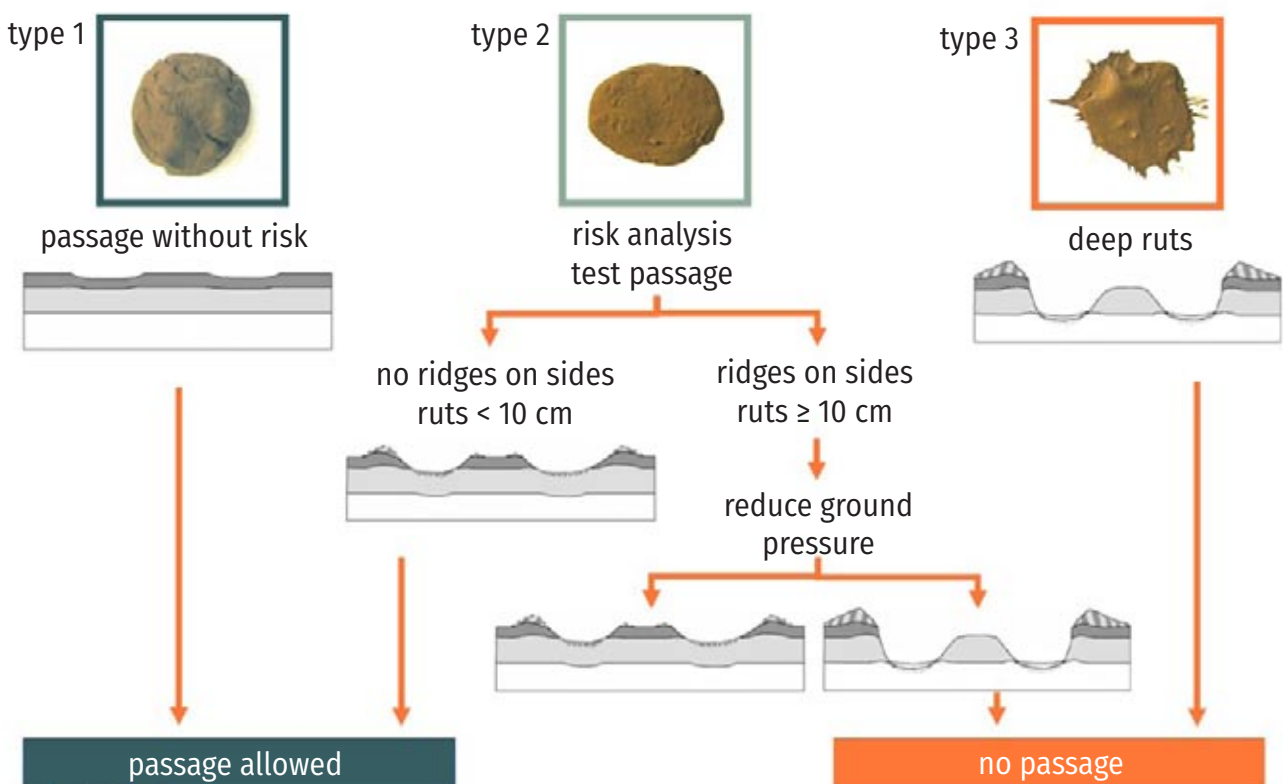 type 1
type 2
type 3
passage without risk
risk analysis
test passage
deep ruts
no ridges on sides
ruts < 10 cm
ridges on sides
ruts ≥ 10 cm
reduce ground
pressure
passage allowed
no passage